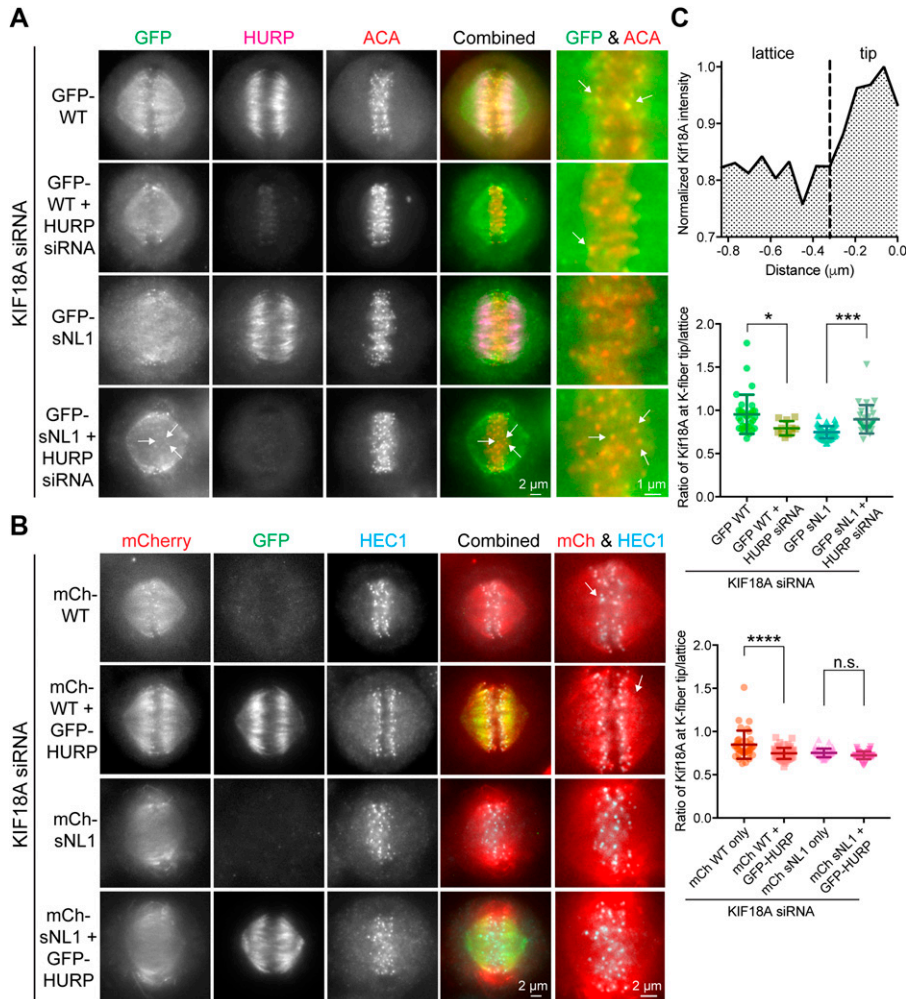 A
GFP HURP ACA Combined GFP & ACA
KIF18A siRNA
GFP-
WT
GFP-
WT +
HURP
siRNA
GFP-
sNL1
GFP-
sNL1 +
HURP
siRNA
2 µm
1 µm
B
mCherry GFP HEC1 Combined mCh & HEC1
KIF18A siRNA
mCh-
WT
mCh-
WT +
GFP-
HURP
mCh-
sNL1
mCh-
sNL1 +
GFP-
HURP
2 µm
2 µm
C
lattice tip
Normalized Kif18A intensity
1.0
0.9
0.8
0.7
-0.8 -0.6 -0.4 -0.2 0.0
Distance (µm)
Ratio of Kif18A at K-fiber tip/lattice
2.0
1.5
1.0
0.5
0.0
* ***
GFP WT
GFP WT +
HURP siRNA
GFP sNL1
GFP sNL1 +
HURP siRNA
KIF18A siRNA
Ratio of Kif18A at K-fiber tip/lattice
2.0
1.5
1.0
0.5
0.0
**** n.s.
mCh WT only
mCh WT +
GFP-HURP
mCh sNL1 only
mCh sNL1 +
GFP-HURP
KIF18A siRNA